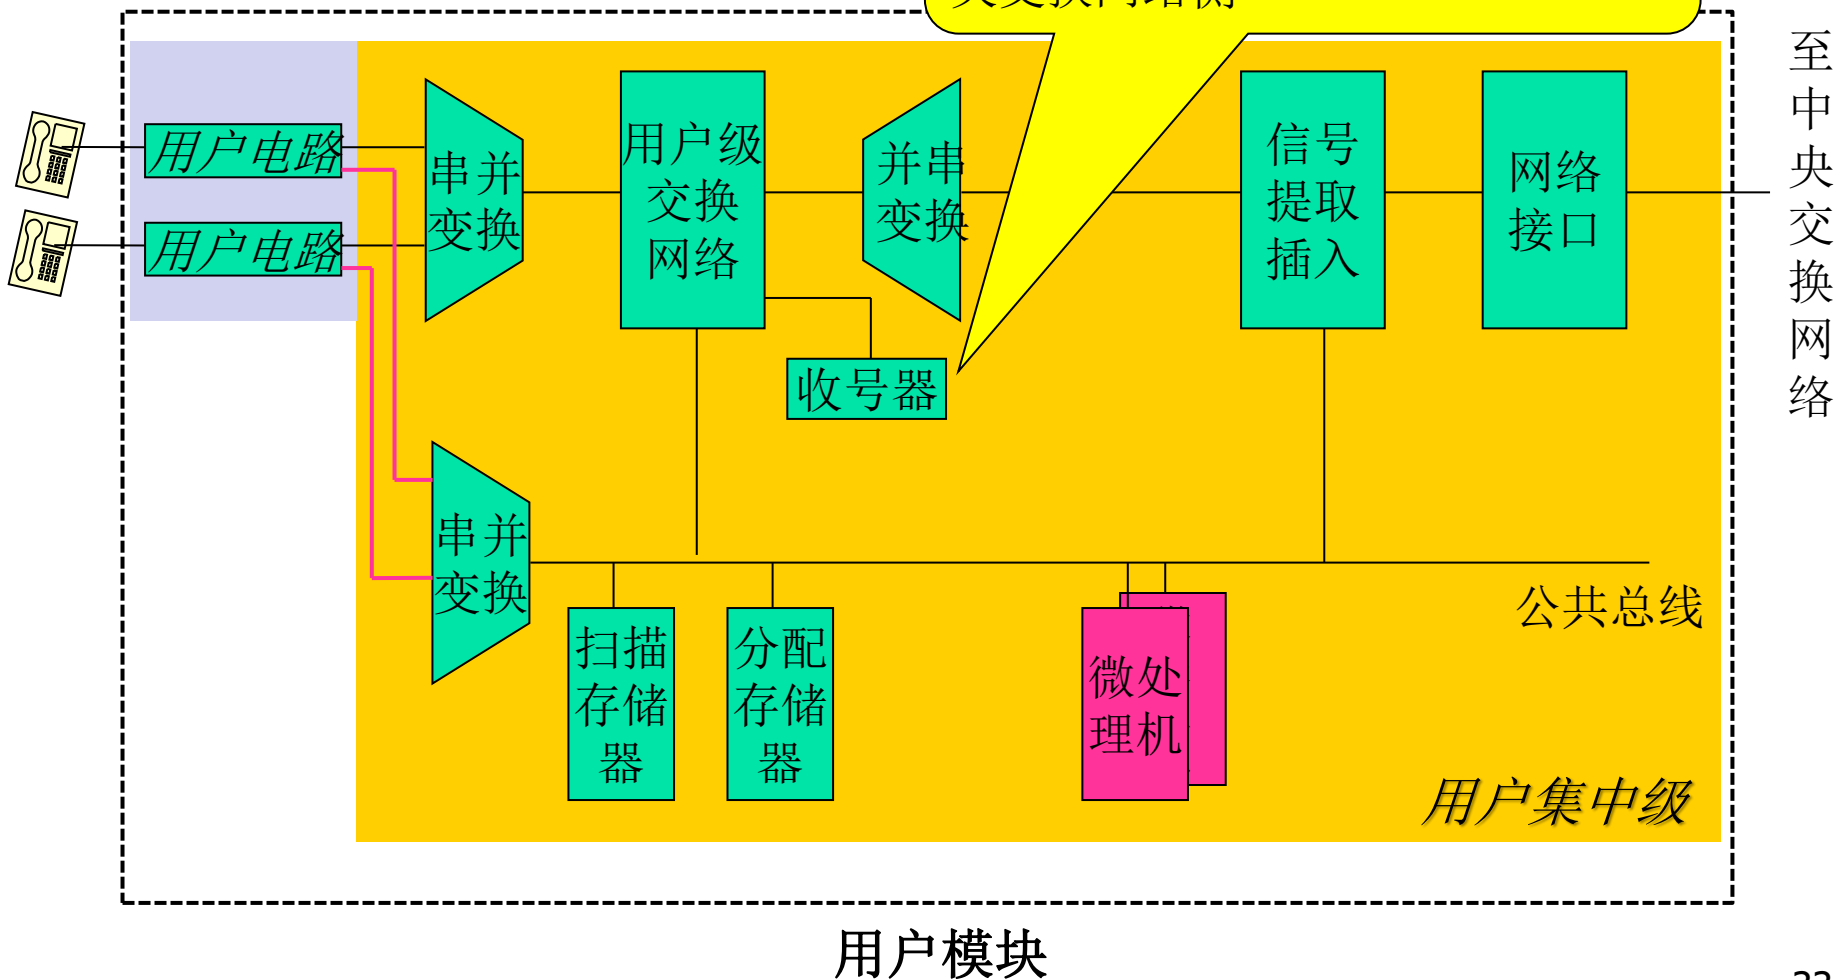 用户电路
用户电路
串并
变换
用户级
交换
网络
并串
变换
收号器
信号
提取
插入
网络
接口
至
中
央
交
换
网
络
串并
变换
扫描
存储
器
分配
存储
器
微处
理机
公共总线
用户集中级
用户模块